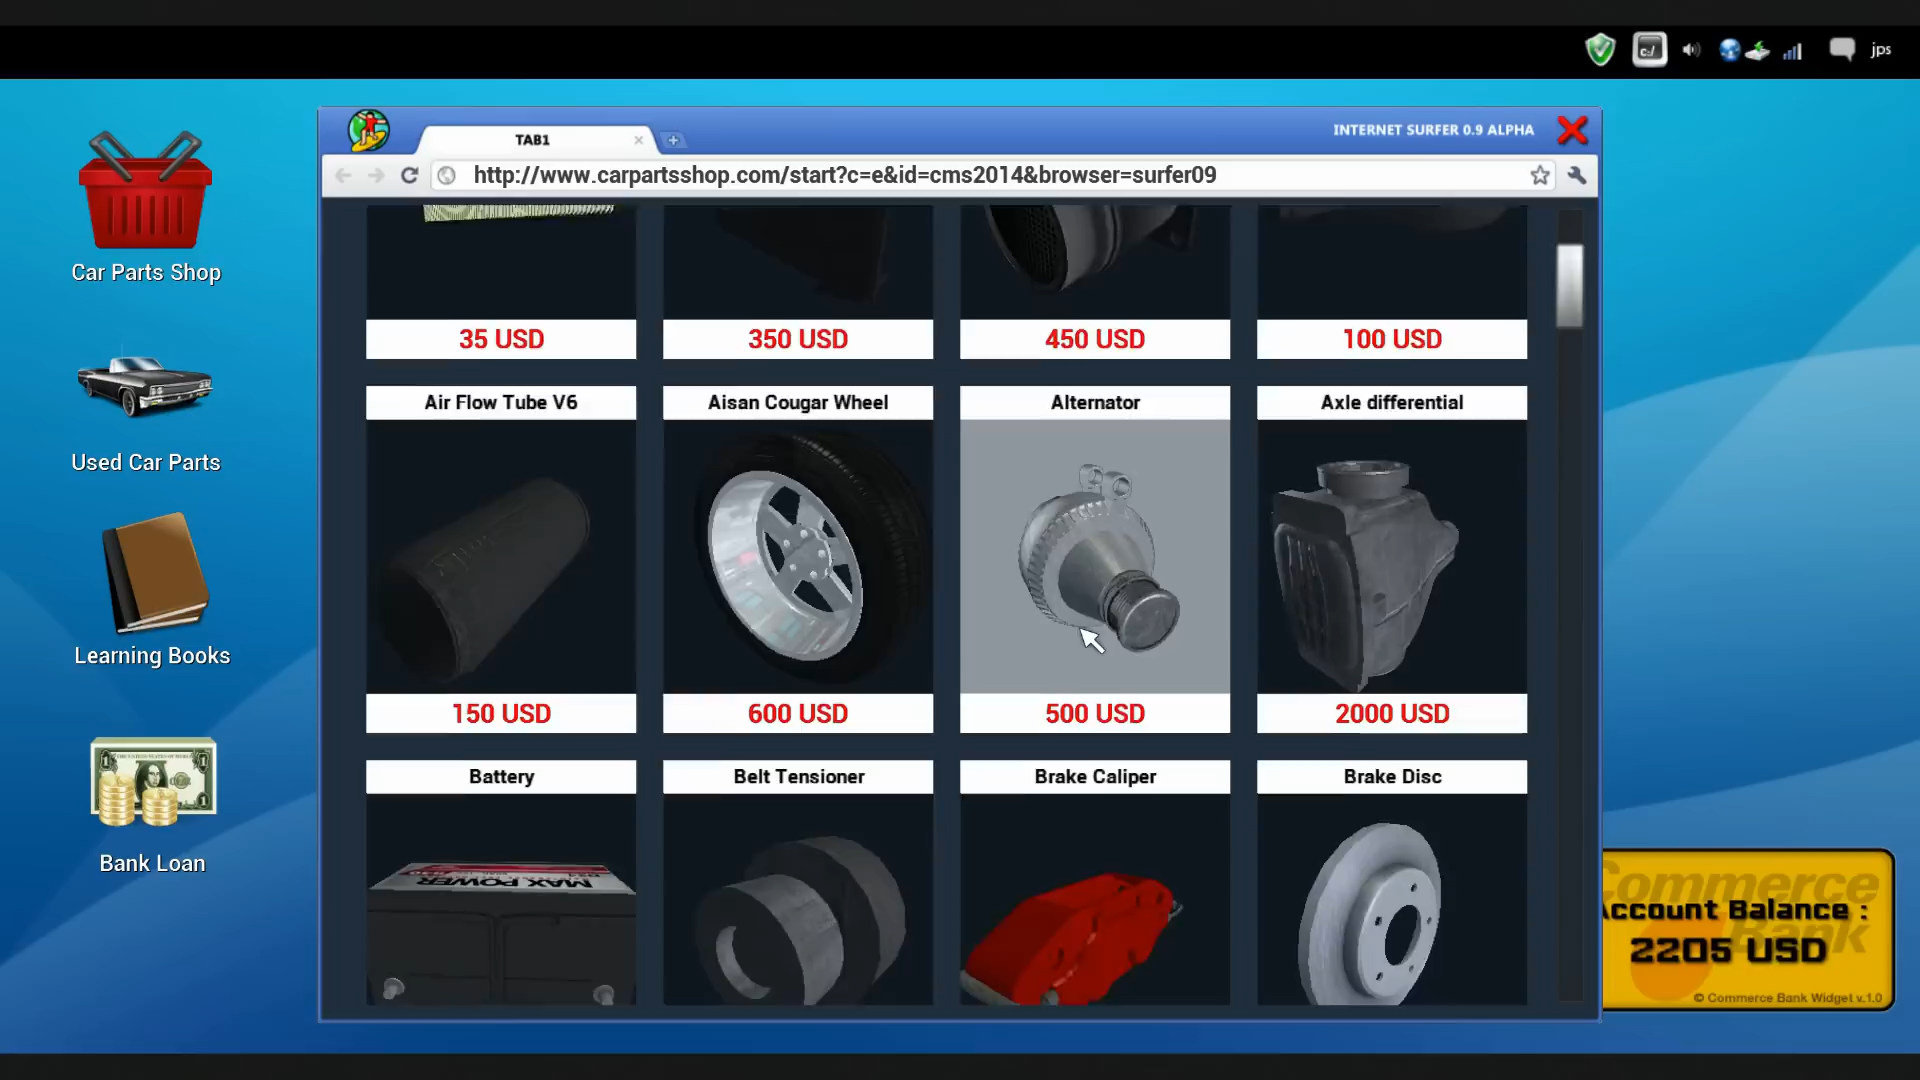 jps
TAB1
INTERNET SURFER 0.9 ALPHA
http://www.carpartsshop.com/start?c=e&id=cms2014&browser=surfer09
Car Parts Shop
Used Car Parts
Learning Books
Bank Loan
35 USD
350 USD
450 USD
100 USD
Air Flow Tube V6
Aisan Cougar Wheel
Alternator
Axle differential
150 USD
600 USD
500 USD
2000 USD
Battery
Belt Tensioner
Brake Caliper
Brake Disc
MAX POWER
Commerce
Bank
Account Balance :
2205 USD
© Commerce Bank Widget v.1.0